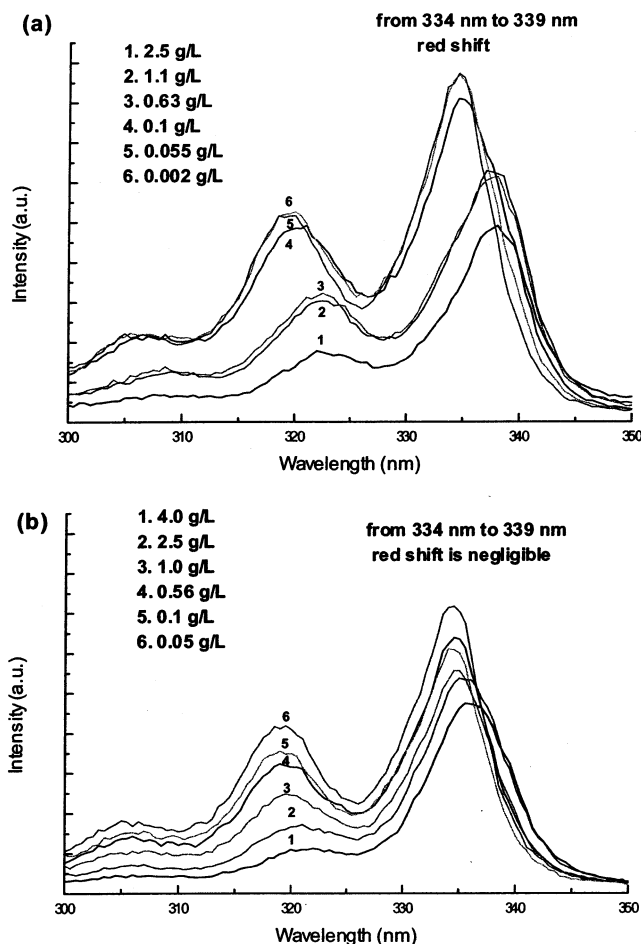 (a)
from 334 nm to 339 nm
red shift
1. 2.5 g/L
2. 1.1 g/L
3. 0.63 g/L
4. 0.1 g/L
5. 0.055 g/L
6. 0.002 g/L
6
5
4
3
2
1
Intensity (a.u.)
300 310 320 330 340 350
Wavelength (nm)
(b)
1. 4.0 g/L
2. 2.5 g/L
3. 1.0 g/L
4. 0.56 g/L
5. 0.1 g/L
6. 0.05 g/L
from 334 nm to 339 nm
red shift is negligible
6
5
4
3
2
1
Intensity (a.u.)
300 310 320 330 340 350
Wavelength (nm)